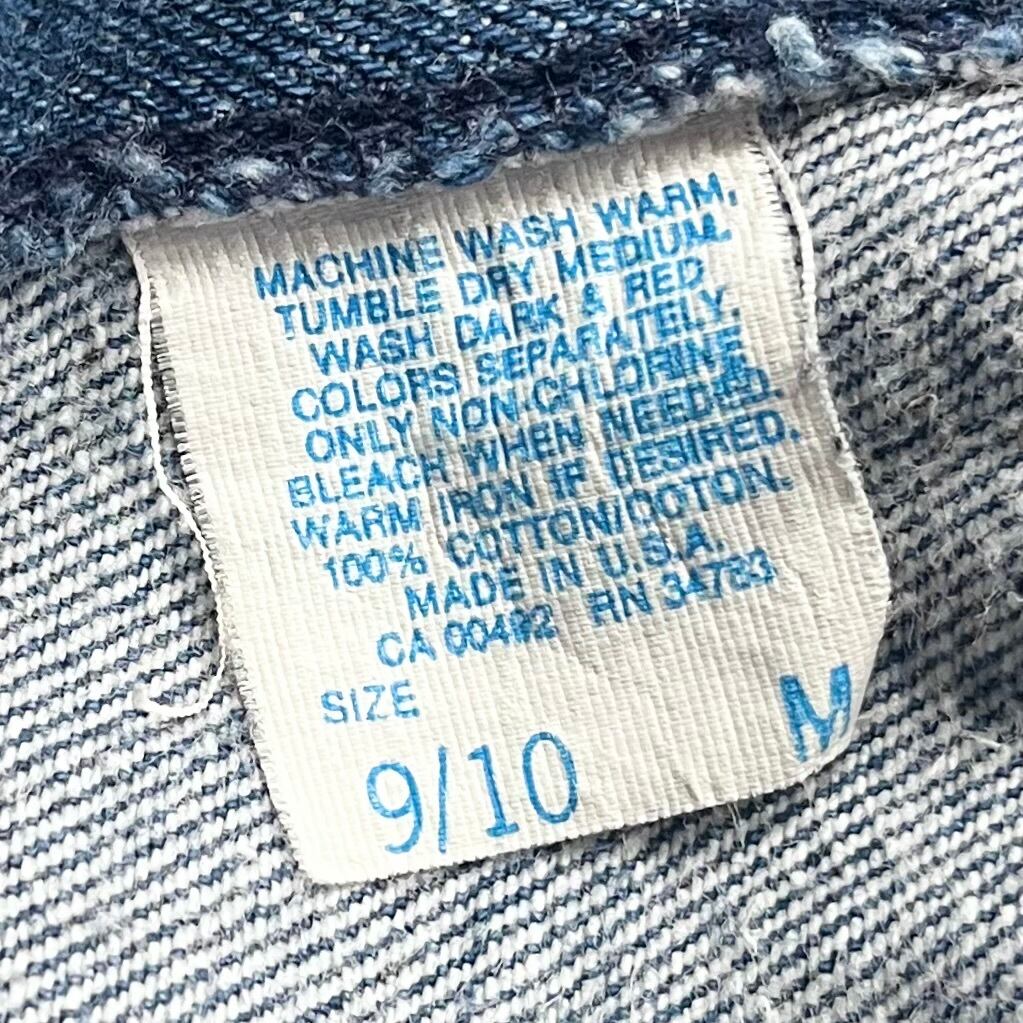 MACHINE WASH WARM,
TUMBLE DRY MEDIUM.
WASH DARK & RED
COLORS SEPARATELY.
ONLY NON-CHLORINE
BLEACH WHEN NEEDED.
WARM IRON IF DESIRED.
100% COTTON/COTON.
MADE IN U.S.A.
CA 00492 RN 34783
SIZE
9/10 M